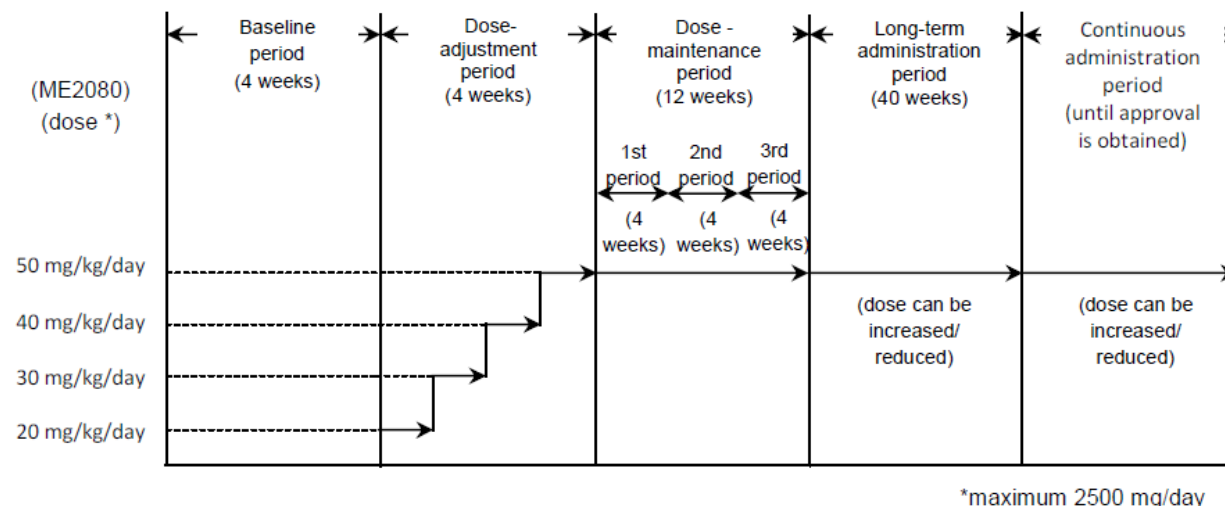 (ME2080)
(dose *)
Baseline
period
(4 weeks)
Dose-
adjustment
period
(4 weeks)
Dose -
maintenance
period
(12 weeks)
Long-term
administration
period
(40 weeks)
Continuous
administration
period
(until approval
is obtained)
1st 2nd 3rd
period period period
(4 (4 (4
weeks) weeks) weeks)
50 mg/kg/day
40 mg/kg/day
30 mg/kg/day
20 mg/kg/day
(dose can be
increased/
reduced)
(dose can be
increased/
reduced)
*maximum 2500 mg/day